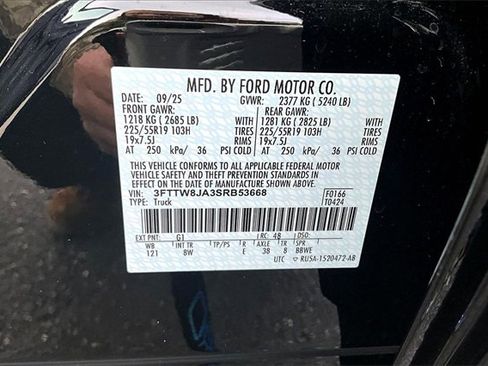 MFD. BY FORD MOTOR CO.
DATE: 09/25 GVWR: 2377 KG ( 5240 LB)
FRONT GAWR: REAR GAWR:
1218 KG ( 2685 LB) WITH 1281 KG ( 2825 LB) WITH
225/55R19 103H TIRES 225/55R19 103H TIRES
19x7.5J RIMS 19x7.5J RIMS
AT 250 kPa/ 36 PSI COLD AT 250 kPa/ 36 PSI COLD
THIS VEHICLE CONFORMS TO ALL APPLICABLE FEDERAL MOTOR
VEHICLE SAFETY, BUMPER, AND THEFT PREVENTION STANDARDS IN
EFFECT ON THE DATE OF MANUFACTURE SHOWN ABOVE.
VIN: 3FTTW8JA3SRB53668 F0166
TYPE: Truck T0424
EXT PNT: G1 RC: 48 DSO:
WB INT TR TP/PS R AXLE TR SPR
121 8W E 38 8 BBWE
UTC RU5A-1520472-AB